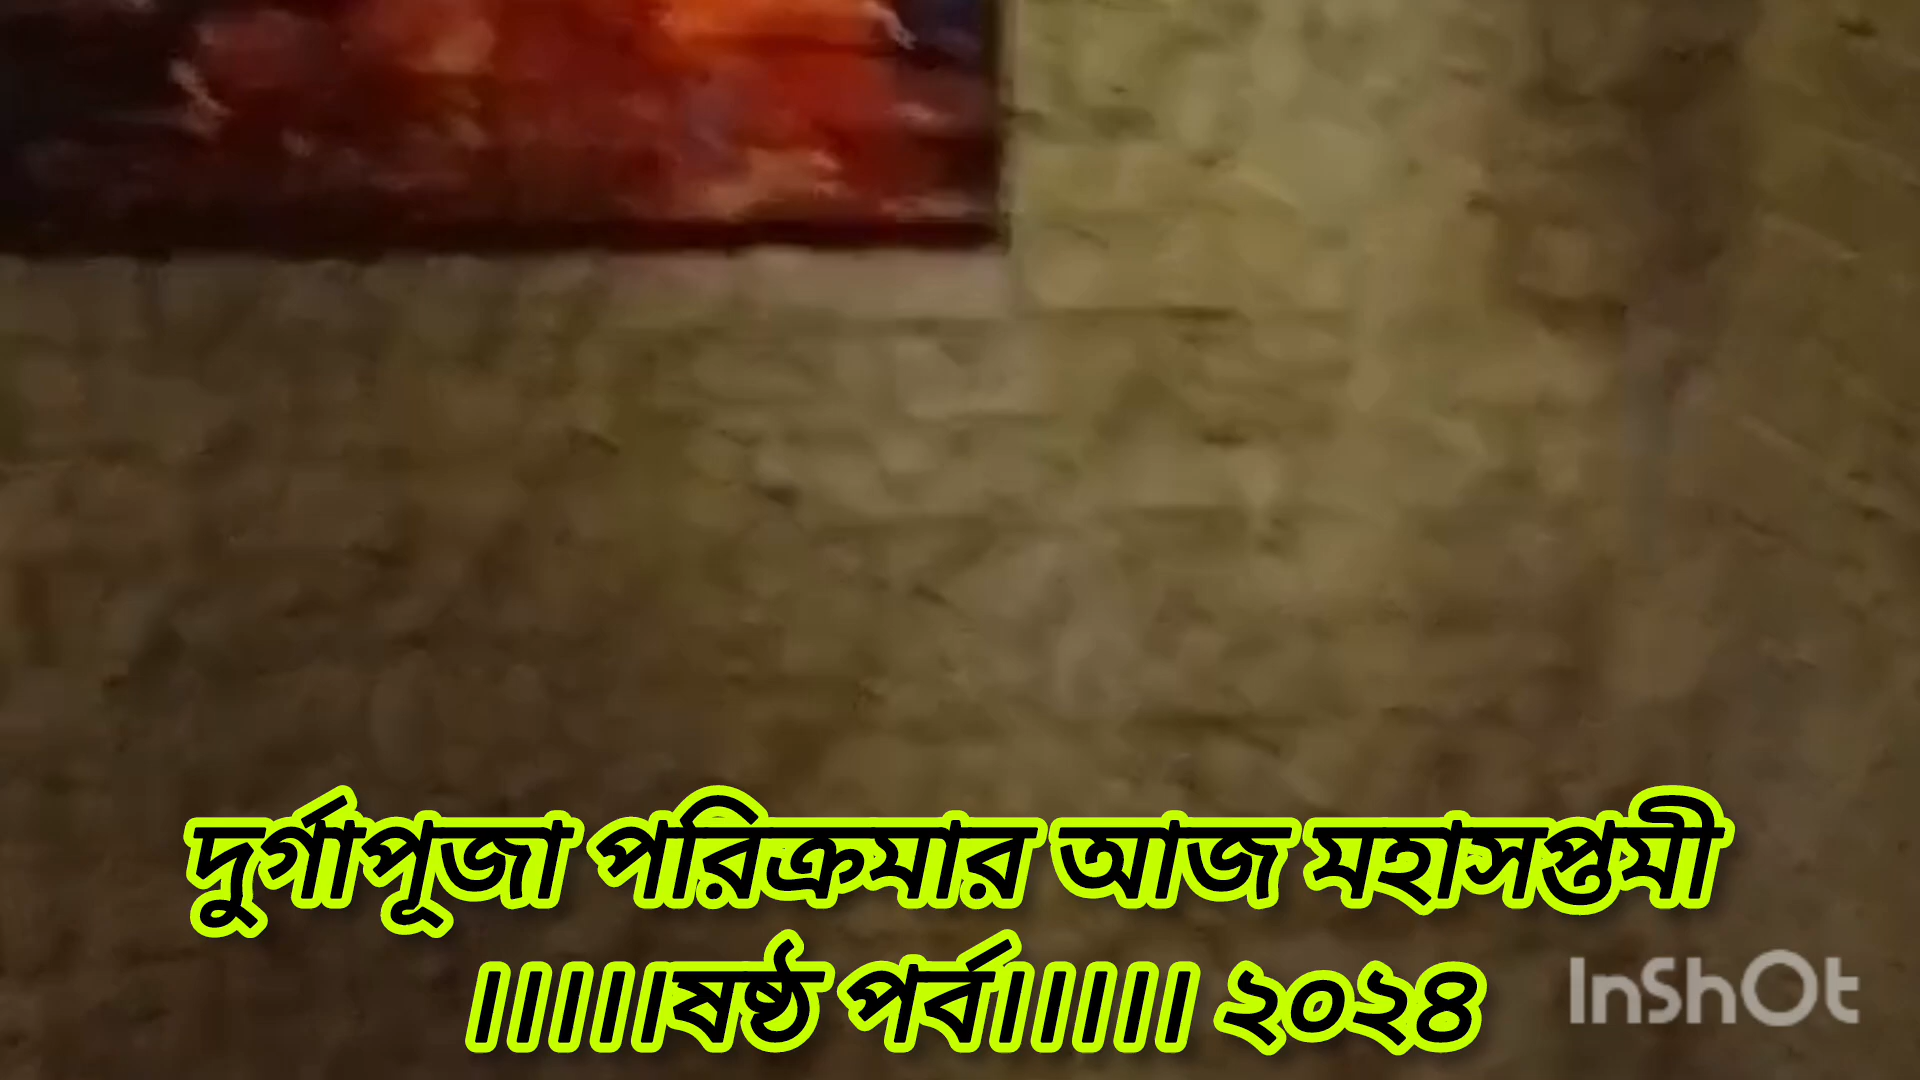 দুর্গাপূজা পরিক্রমার আজ মহাসপ্তমী
।।।।।ষষ্ঠ পর্ব।।।।। ২০২৪
InShOt